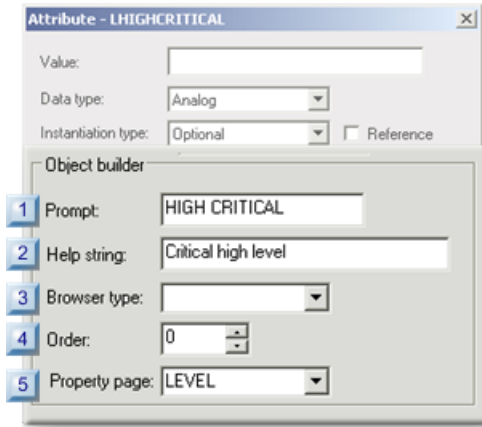 Attribute - LHIGHCRITICAL
Value:
Data type: Analog
Instantiation type: Optional Reference
Object builder
1 Prompt: HIGH CRITICAL
2 Help string: Critical high level
3 Browser type:
4 Order: 0
5 Property page: LEVEL